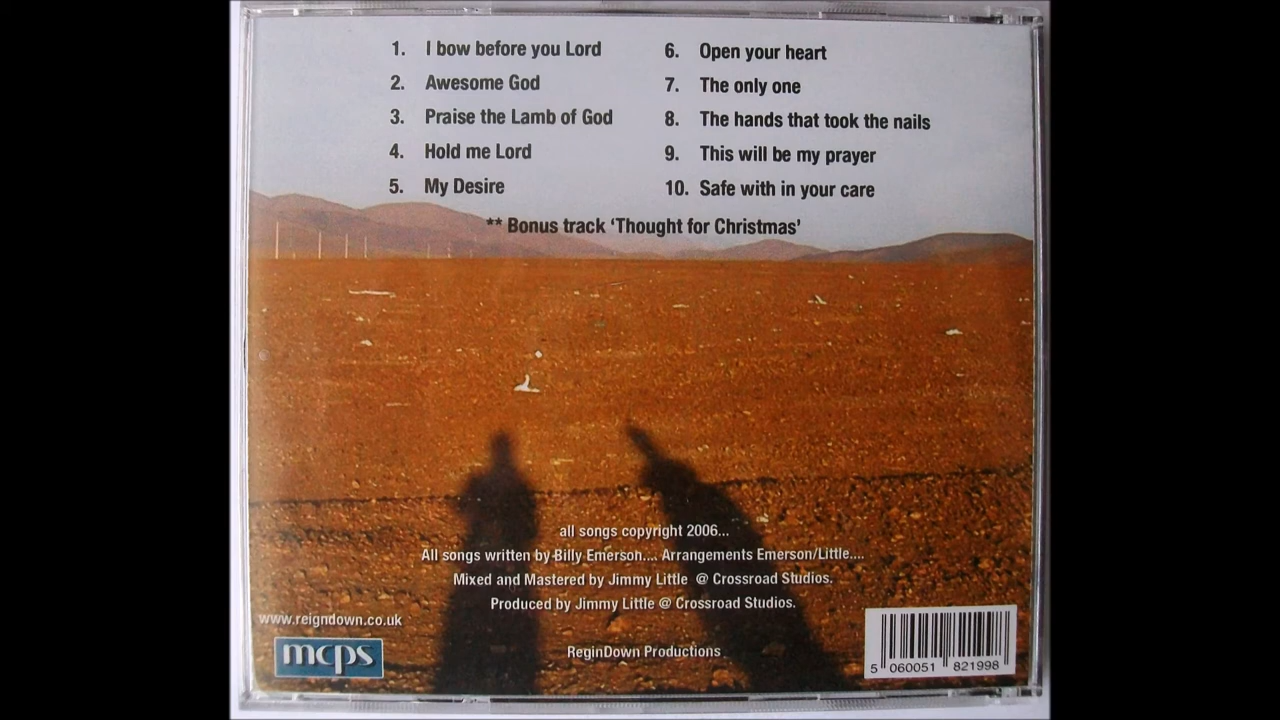 1. I bow before you Lord
2. Awesome God
3. Praise the Lamb of God
4. Hold me Lord
5. My Desire
6. Open your heart
7. The only one
8. The hands that took the nails
9. This will be my prayer
10. Safe with in your care
** Bonus track ‘Thought for Christmas’
all songs copyright 2006...
All songs written by Billy Emerson.... Arrangements Emerson/Little....
Mixed and Mastered by Jimmy Little @ Crossroad Studios.
Produced by Jimmy Little @ Crossroad Studios.
www.reigndown.co.uk
mcps
ReginDown Productions
5 060051 821998